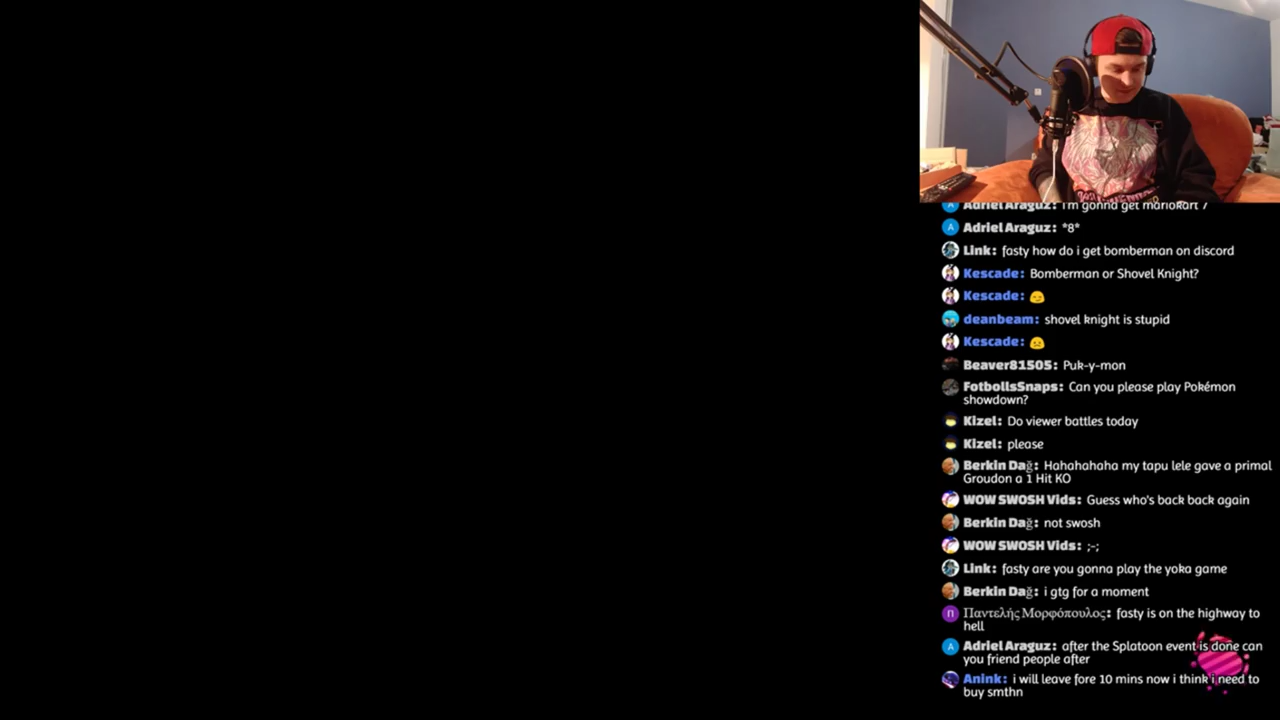 Adriel Araguz: I'm gonna get mariokart 7
Adriel Araguz: *8*
Link: fasty how do i get bomberman on discord
Kescade: Bomberman or Shovel Knight?
Kescade: 😏
deanbeam: shovel knight is stupid
Kescade: ☹
Beaver81505: Puk-y-mon
FotbollsSnaps: Can you please play Pokémon
showdown?
Kizel: Do viewer battles today
Kizel: please
Berkin Dağ: Hahahahaha my tapu lele gave a primal
Groudon a 1 Hit KO
WOW SWOSH Vids: Guess who's back back again
Berkin Dağ: not swosh
WOW SWOSH Vids: ;-;
Link: fasty are you gonna play the yoka game
Berkin Dağ: i gtg for a moment
Παντελής Μορφόπουλος: fasty is on the highway to
hell
Adriel Araguz: after the Splatoon event is done can
you friend people after
Anink: i will leave fore 10 mins now i think i need to
buy smthn